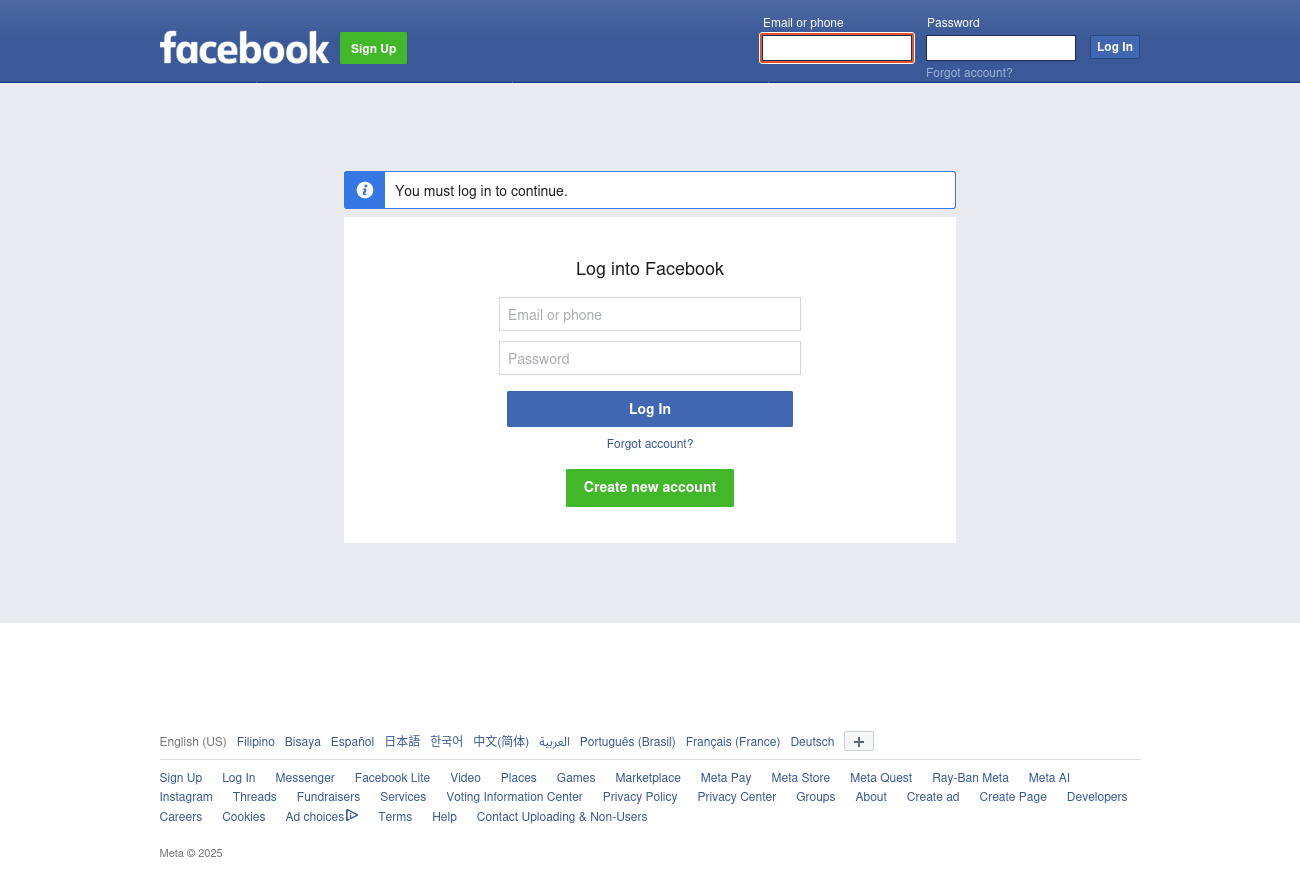 facebook
Sign Up
Email or phone
Password
Log In
Forgot account?
You must log in to continue.
Log into Facebook
Email or phone
Password
Log In
Forgot account?
Create new account
English (US) Filipino Bisaya Español 日本語 한국어 中文(简体) العربية Português (Brasil) Français (France) Deutsch
Sign Up Log In Messenger Facebook Lite Video Places Games Marketplace Meta Pay Meta Store Meta Quest Ray-Ban Meta Meta AI
Instagram Threads Fundraisers Services Voting Information Center Privacy Policy Privacy Center Groups About Create ad Create Page Developers
Careers Cookies Ad choices Terms Help Contact Uploading & Non-Users
Meta © 2025